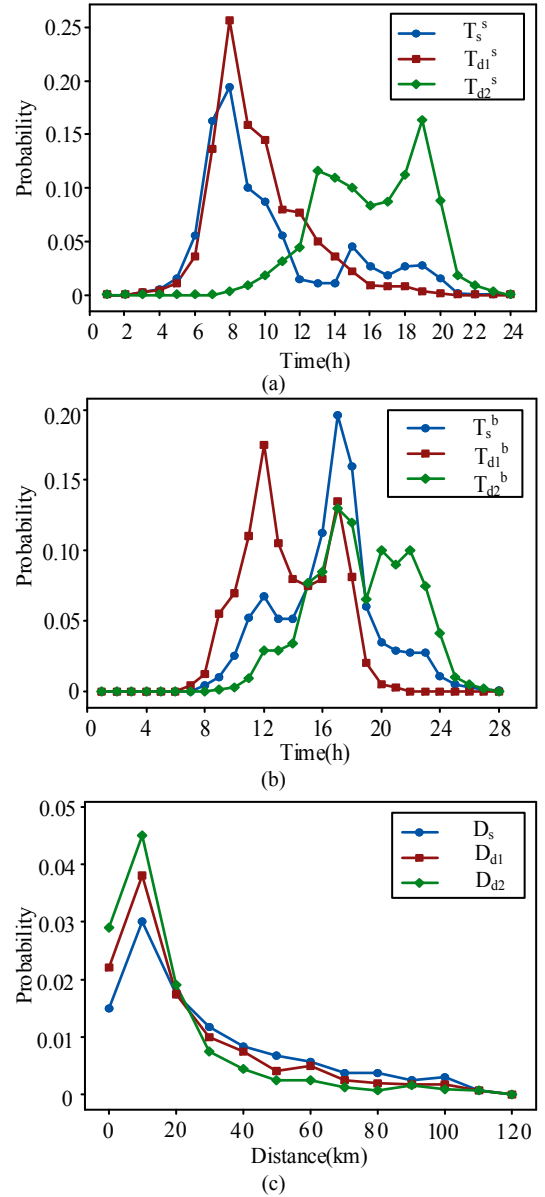 0.25
0.20
0.15
0.10
0.05
0
Probability
T_s^s
T_d1^s
T_d2^s
0 2 4 6 8 10 12 14 16 18 20 22 24
Time(h)
(a)
0.20
0.15
0.10
0.05
0
Probability
T_s^b
T_d1^b
T_d2^b
0 4 8 12 16 20 24 28
Time(h)
(b)
0.05
0.04
0.03
0.02
0.01
0
Probability
D_s
D_d1
D_d2
0 20 40 60 80 100 120
Distance(km)
(c)